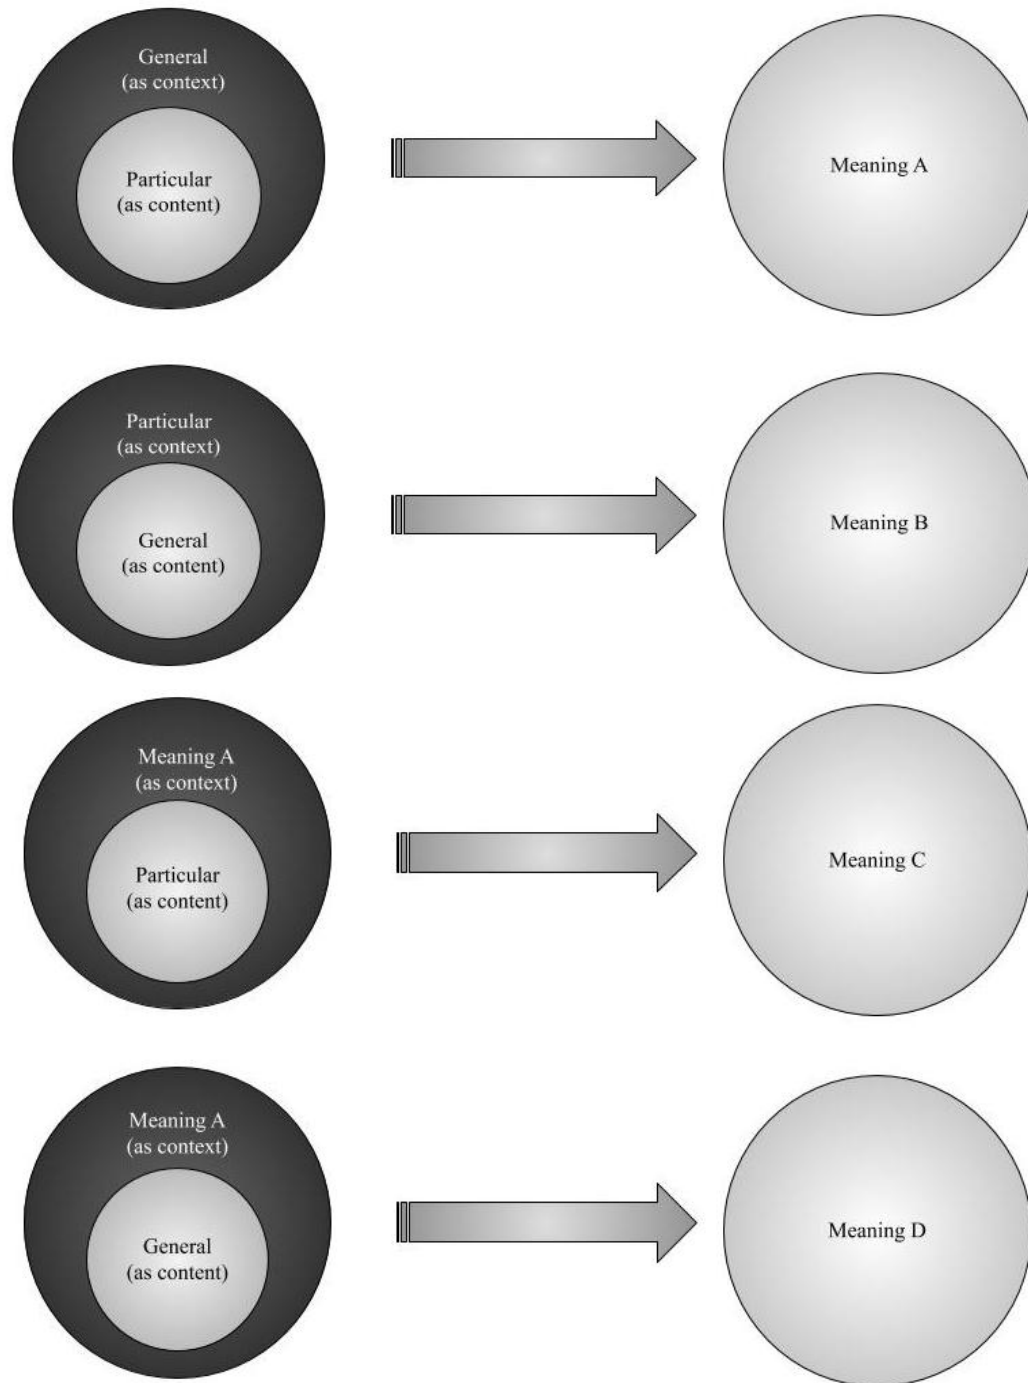 General
(as context)
Particular
(as content)
Meaning A
Particular
(as context)
General
(as content)
Meaning B
Meaning A
(as context)
Particular
(as content)
Meaning C
Meaning A
(as context)
General
(as content)
Meaning D